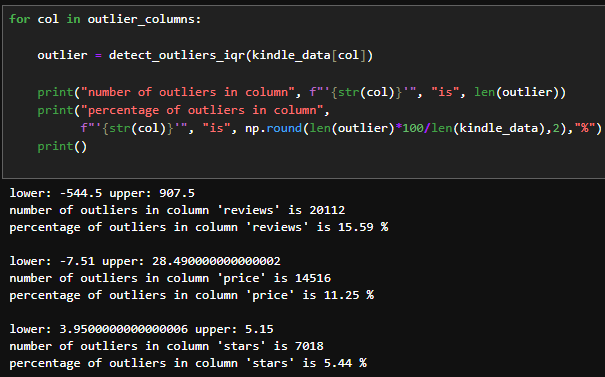 for col in outlier_columns:
outlier = detect_outliers_iqr(kindle_data[col])
print("number of outliers in column", f"'{str(col)}'", "is", len(outlier))
print("percentage of outliers in column",
f"'{str(col)}'", "is", np.round(len(outlier)*100/len(kindle_data),2),"%")
print()
lower: -544.5 upper: 907.5
number of outliers in column 'reviews' is 20112
percentage of outliers in column 'reviews' is 15.59 %
lower: -7.51 upper: 28.490000000000002
number of outliers in column 'price' is 14516
percentage of outliers in column 'price' is 11.25 %
lower: 3.9500000000000006 upper: 5.15
number of outliers in column 'stars' is 7018
percentage of outliers in column 'stars' is 5.44 %